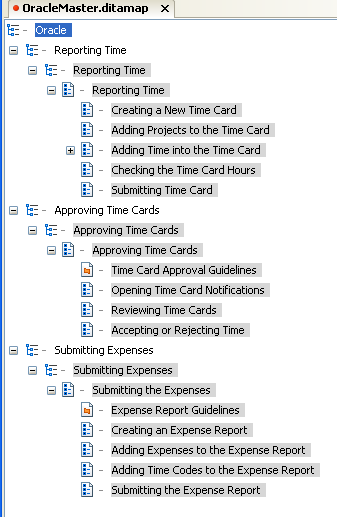 OracleMaster.ditamap
Oracle
Reporting Time
Reporting Time
Reporting Time
Creating a New Time Card
Adding Projects to the Time Card
Adding Time into the Time Card
Checking the Time Card Hours
Submitting Time Card
Approving Time Cards
Approving Time Cards
Approving Time Cards
Time Card Approval Guidelines
Opening Time Card Notifications
Reviewing Time Cards
Accepting or Rejecting Time
Submitting Expenses
Submitting Expenses
Submitting the Expenses
Expense Report Guidelines
Creating an Expense Report
Adding Expenses to the Expense Report
Adding Time Codes to the Expense Report
Submitting the Expense Report